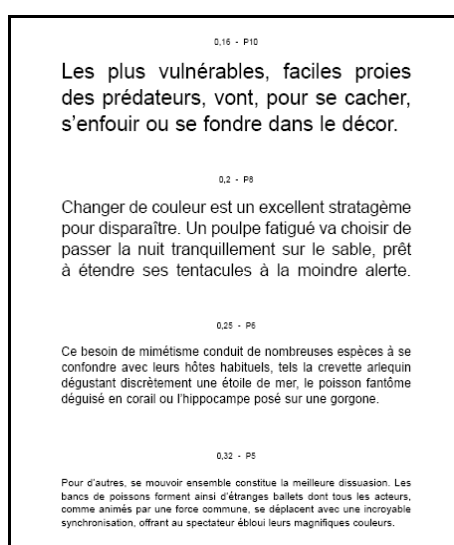 0,16 - P10
Les plus vulnérables, faciles proies
des prédateurs, vont, pour se cacher,
s'enfouir ou se fondre dans le décor.
0,2 - P8
Changer de couleur est un excellent stratagème
pour disparaître. Un poulpe fatigué va choisir de
passer la nuit tranquillement sur le sable, prêt
à étendre ses tentacules à la moindre alerte.
0,25 - P6
Ce besoin de mimétisme conduit de nombreuses espèces à se
confondre avec leurs hôtes habituels, tels la crevette arlequin
dégustant discrètement une étoile de mer, le poisson fantôme
déguisé en corail ou l'hippocampe posé sur une gorgone.
0,32 - P5
Pour d'autres, se mouvoir ensemble constitue la meilleure dissuasion. Les
bancs de poissons forment ainsi d'étranges ballets dont tous les acteurs,
comme animés par une force commune, se déplacent avec une incroyable
synchronisation, offrant au spectateur ébloui leurs magnifiques couleurs.